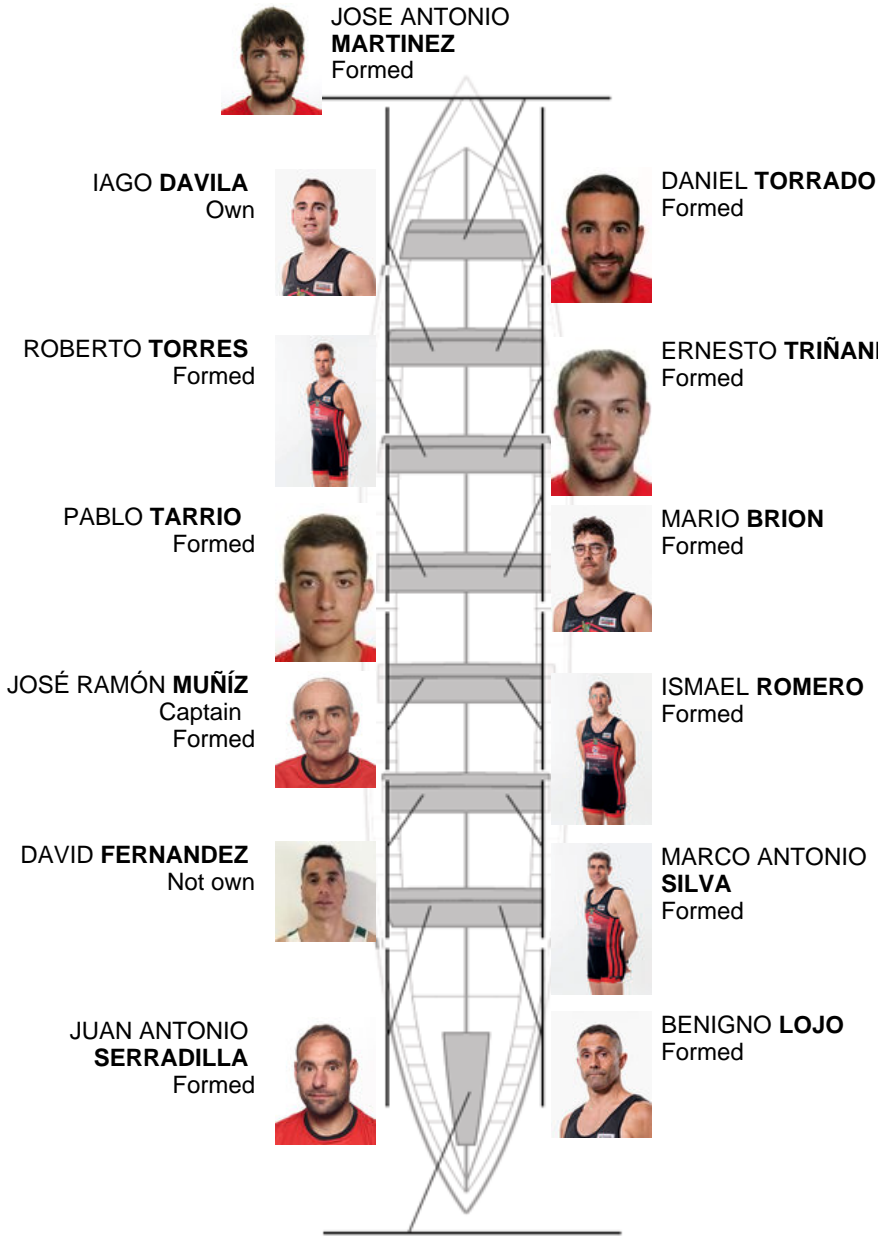 JOSE ANTONIO
MARTINEZ
Formed
IAGO DAVILA
Own
DANIEL TORRADO
Formed
ROBERTO TORRES
Formed
ERNESTO
Formed
PABLO TARRIO
Formed
MARIO BRION
Formed
JOSÉ RAMÓN MUÑÍZ
Captain
Formed
ISMAEL ROMERO
Formed
DAVID FERNANDEZ
Not own
MARCO ANTONIO
SILVA
Formed
JUAN ANTONIO
SERRADILLA
Formed
BENIGNO LOJO
Formed